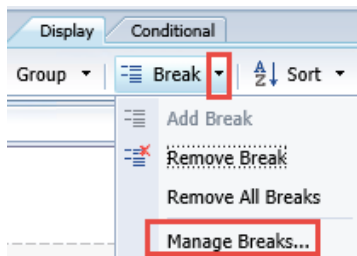 Display Conditional
Group Break Sort
Add Break
Remove Break
Remove All Breaks
Manage Breaks...